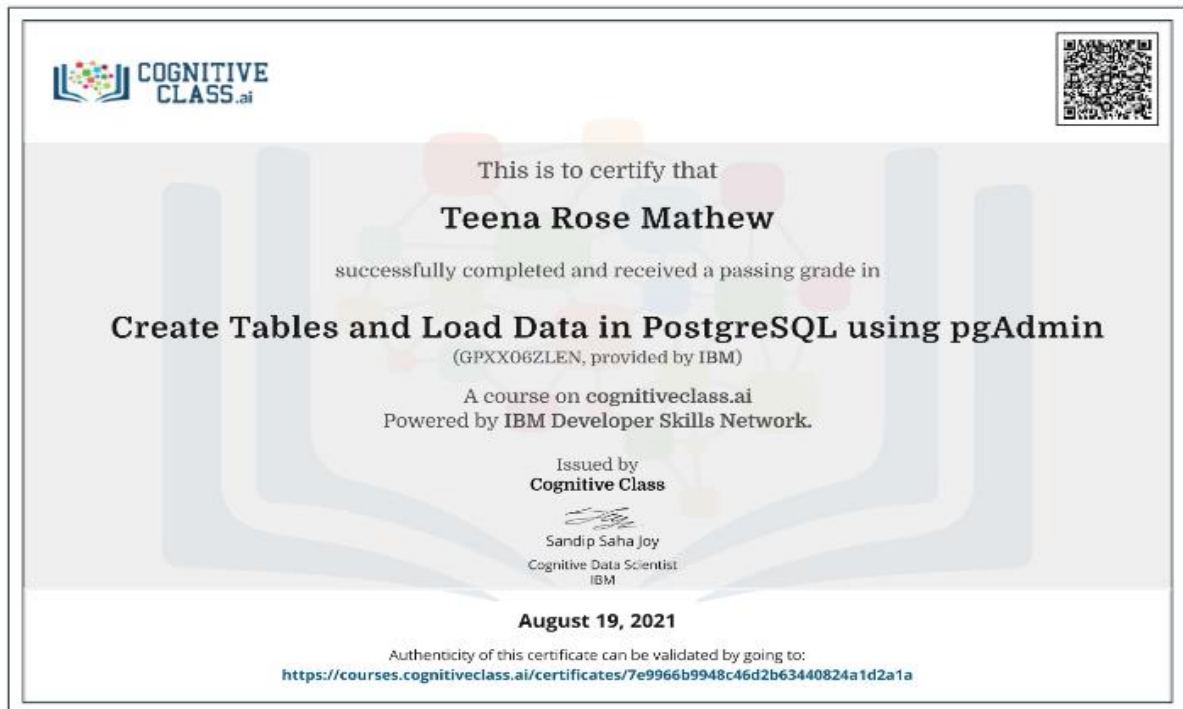 COGNITIVE
CLASS.ai
This is to certify that
Teena Rose Mathew
successfully completed and received a passing grade in
Create Tables and Load Data in PostgreSQL using pgAdmin
(GPXX06ZLEN, provided by IBM)
A course on cognitiveclass.ai
Powered by IBM Developer Skills Network.
Issued by
Cognitive Class
Sandip Saha Joy
Cognitive Data Scientist
IBM
August 19, 2021
Authenticity of this certificate can be validated by going to:
https://courses.cognitiveclass.ai/certificates/7e9966b9948c46d2b63440824a1d2a1a